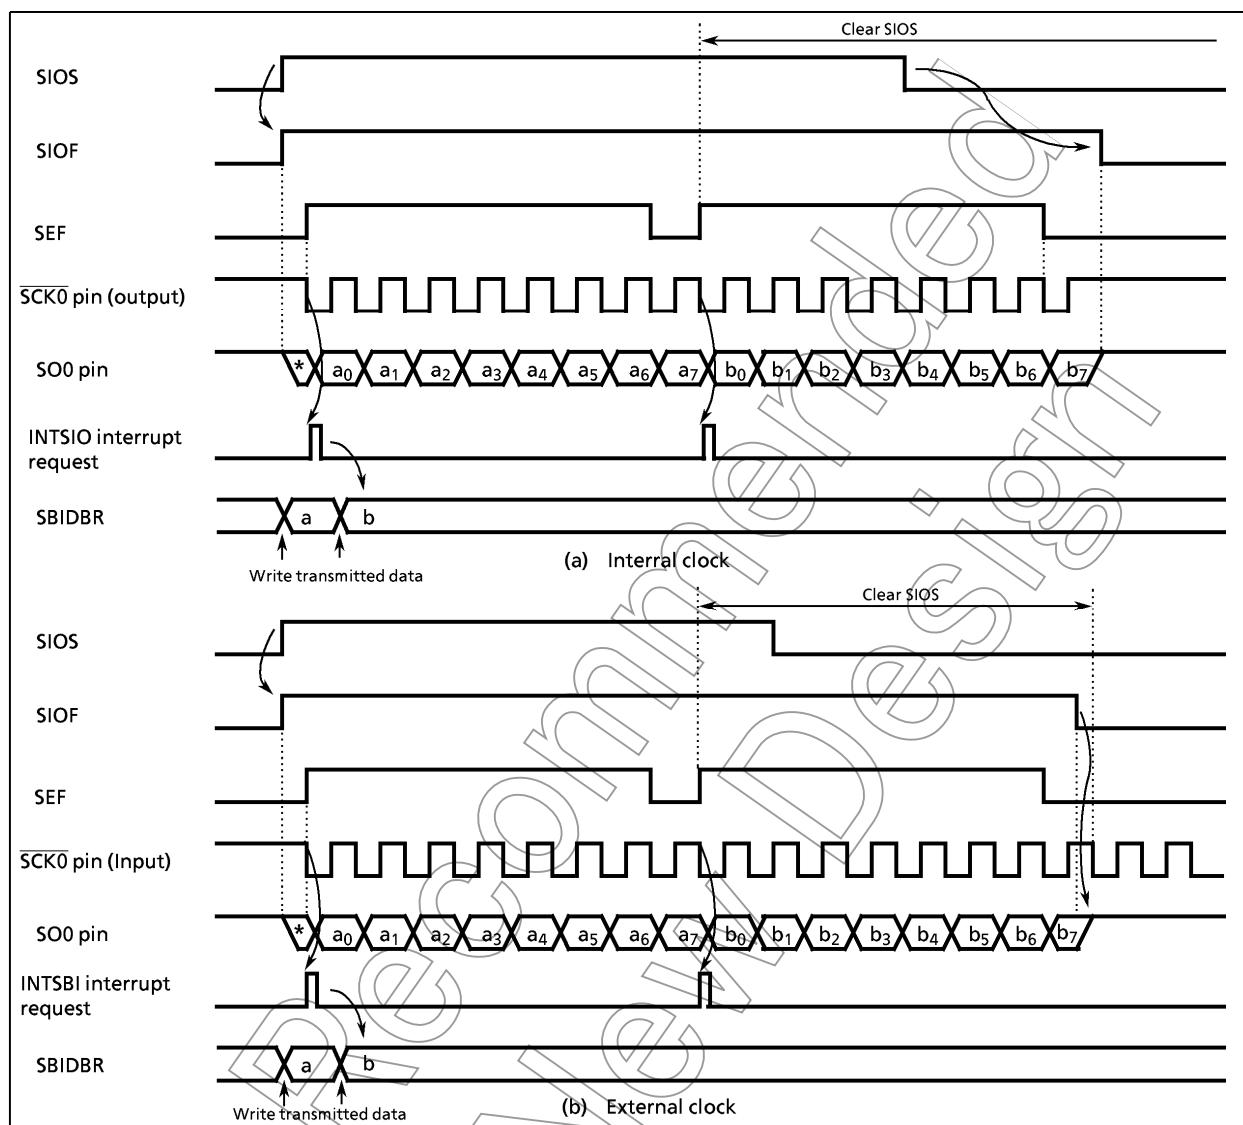 Clear SIOS
SIOS
SIOF
SEF
SCK0 pin (output)
SO0 pin
* a0 a1 a2 a3 a4 a5 a6 a7 b0 b1 b2 b3 b4 b5 b6 b7
INTSIO interrupt
request
SBIDBR
a b
Write transmitted data
(a) Interral clock
Clear SIOS
SIOS
SIOF
SEF
SCK0 pin (Input)
SO0 pin
* a0 a1 a2 a3 a4 a5 a6 a7 b0 b1 b2 b3 b4 b5 b6 b7
INTSBI interrupt
request
SBIDBR
a b
Write transmitted data
(b) External clock
Recommended
New Design